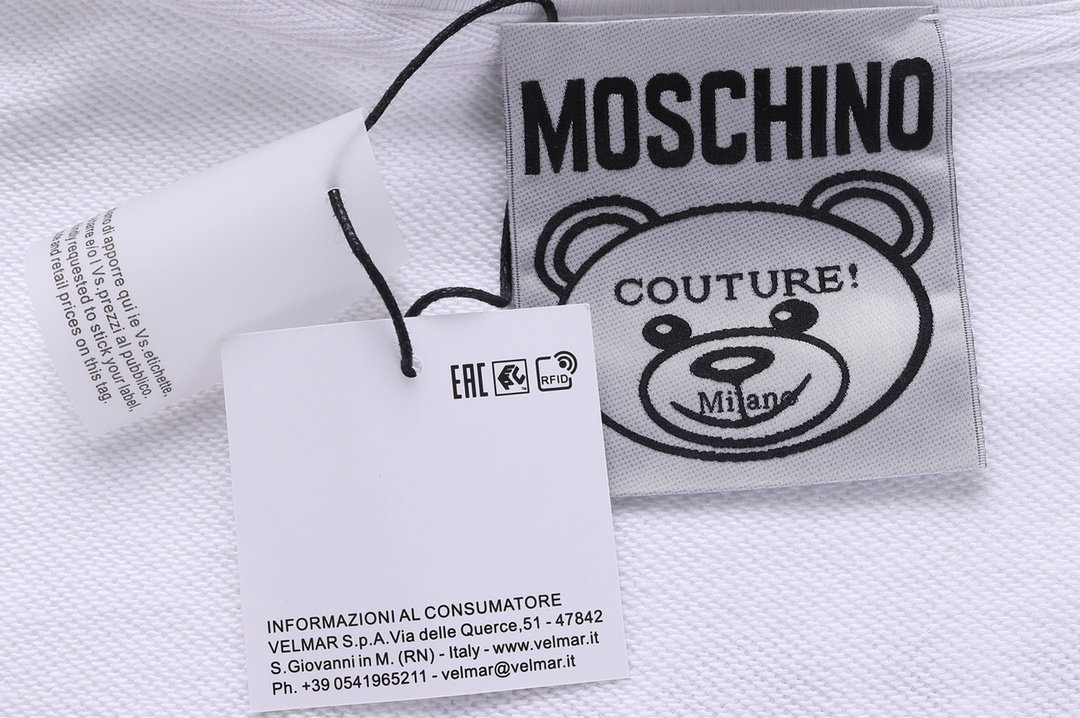 MOSCHINO
COUTURE!
Milano
di apporre qui le Vs.etichette,
e/o I Vs.prezzi al pubblico.
requested to stick your label,
and retail prices on this tag.
EAC
RFID
INFORMAZIONI AL CONSUMATORE
VELMAR S.p.A.Via delle Querce,51 - 47842
S.Giovanni in M. (RN) - Italy - www.velmar.it
Ph. +39 0541965211 - velmar@velmar.it